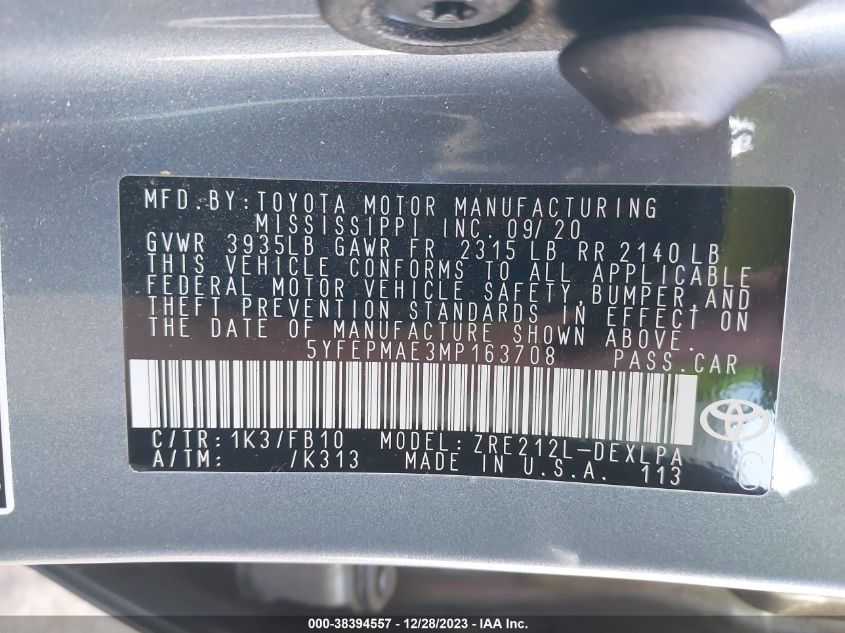 MFD.BY:TOYOTA MOTOR MANUFACTURING
MISSISSIPPI INC 09/20
GVWR 3935LB GAWR FR 2315 LB RR 2140 LB
THIS VEHICLE CONFORMS TO ALL APPLICABLE
FEDERAL MOTOR VEHICLE SAFETY,BUMPER,AND
THEFT PREVENTION STANDARDS IN EFFECT ON
THE DATE OF MANUFACTURE SHOWN ABOVE.
5YFEPMAE3MP163708 PASS.CAR
C/TR:1K3/FB10 MODEL:ZRE212L-DEXLPA
A/TM: /K313 MADE IN U.S.A. 113
C
000-38394557 - 12/28/2023 - IAA Inc.